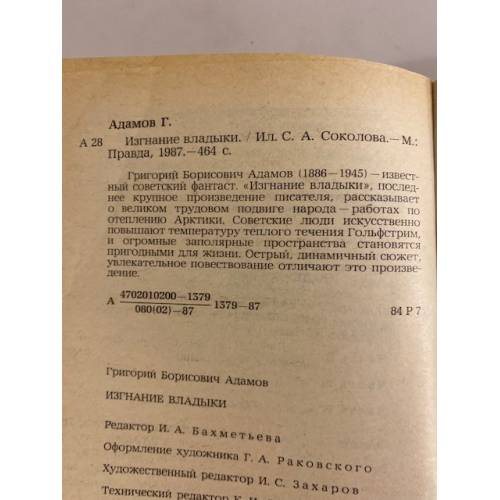 Адамов Г.
А 28 Изгнание владыки. / Ил. С. А. Соколова.—М.:
Правда, 1987.—464 с.
Григорий Борисович Адамов (1886—1945) — извест-
ный советский фантаст. «Изгнание владыки», послед-
нее крупное произведение писателя, рассказывает
о великом трудовом подвиге народа — работах по
отеплению Арктики. Советские люди искусственно
повышают температуру теплого течения Гольфстрим,
и огромные заполярные пространства становятся
пригодными для жизни. Острый, динамичный сюжет,
увлекательное повествование отличают это произве-
дение.
А 4702010200—1379
080(02)—87 1379—87 84 Р 7
Григорий Борисович Адамов
ИЗГНАНИЕ ВЛАДЫКИ
Редактор И. А. Бахметьева
Оформление художника Г. А. Раковского
Художественный редактор И. С. Захаров
Технический редактор К. И.